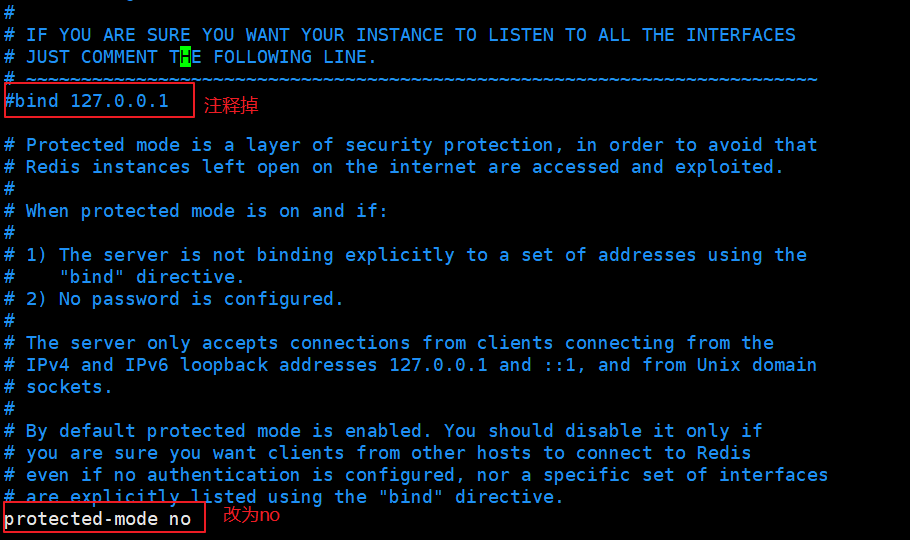 #
# IF YOU ARE SURE YOU WANT YOUR INSTANCE TO LISTEN TO ALL THE INTERFACES
# JUST COMMENT THE FOLLOWING LINE.
# ~~~~~~~~~~~~~~~~~~~~~~~~~~~~~~~~~~~~~~~~~~~~~~~~~~~~~~~~~~~~~~~~~~~~~~~~
#bind 127.0.0.1 注释掉
# Protected mode is a layer of security protection, in order to avoid that
# Redis instances left open on the internet are accessed and exploited.
#
# When protected mode is on and if:
#
# 1) The server is not binding explicitly to a set of addresses using the
#    "bind" directive.
# 2) No password is configured.
#
# The server only accepts connections from clients connecting from the
# IPv4 and IPv6 loopback addresses 127.0.0.1 and ::1, and from Unix domain
# sockets.
#
# By default protected mode is enabled. You should disable it only if
# you are sure you want clients from other hosts to connect to Redis
# even if no authentication is configured, nor a specific set of interfaces
# are explicitly listed using the "bind" directive.
protected-mode no 改为no